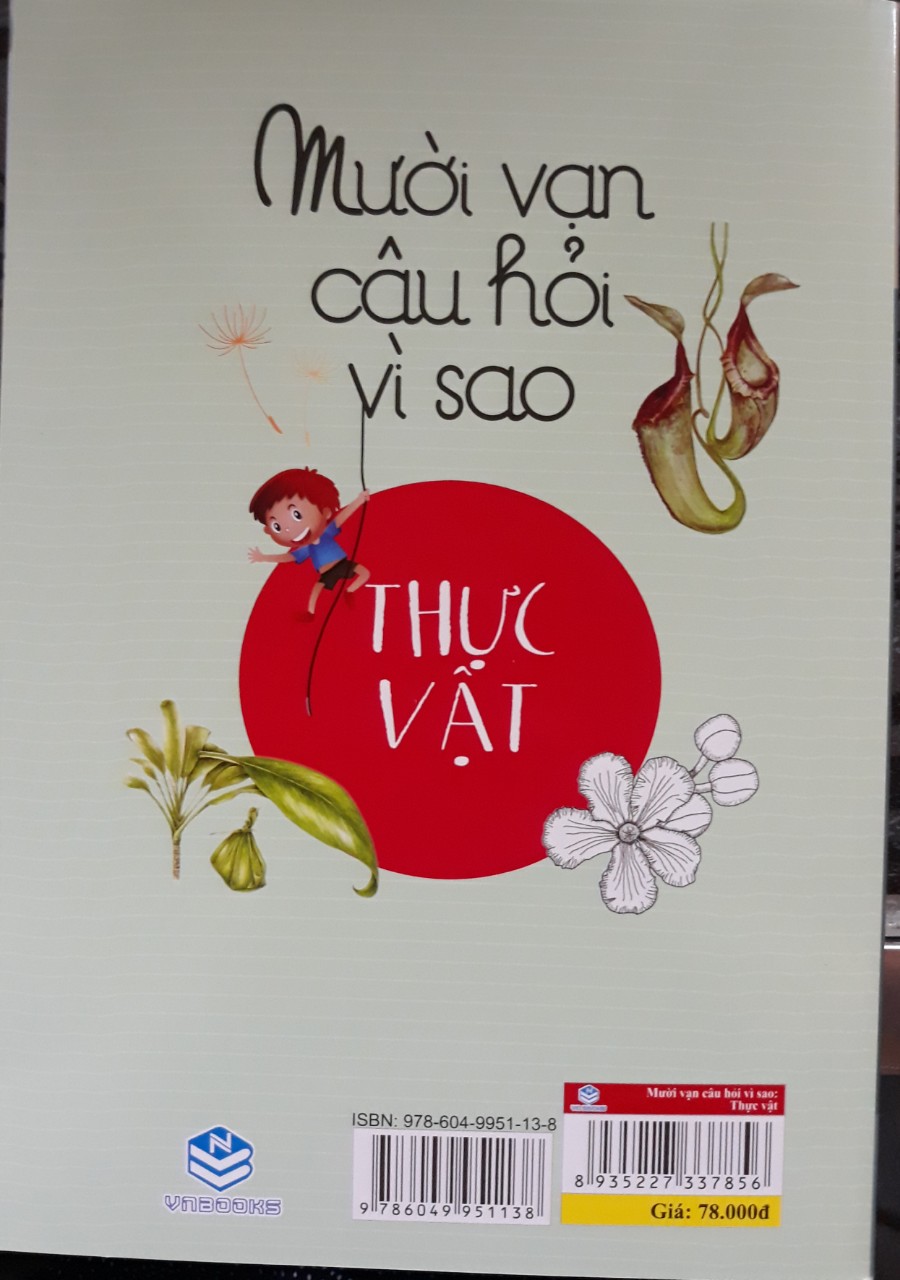 Mười vạn
câu hỏi
vì sao
THỰC
VẬT
VNBOOKS
ISBN: 978-604-9951-13-8
9 786049 951138
VNBOOKS
Mười vạn câu hỏi vì sao:
Thực vật
8 935227 337856
Giá: 78.000đ